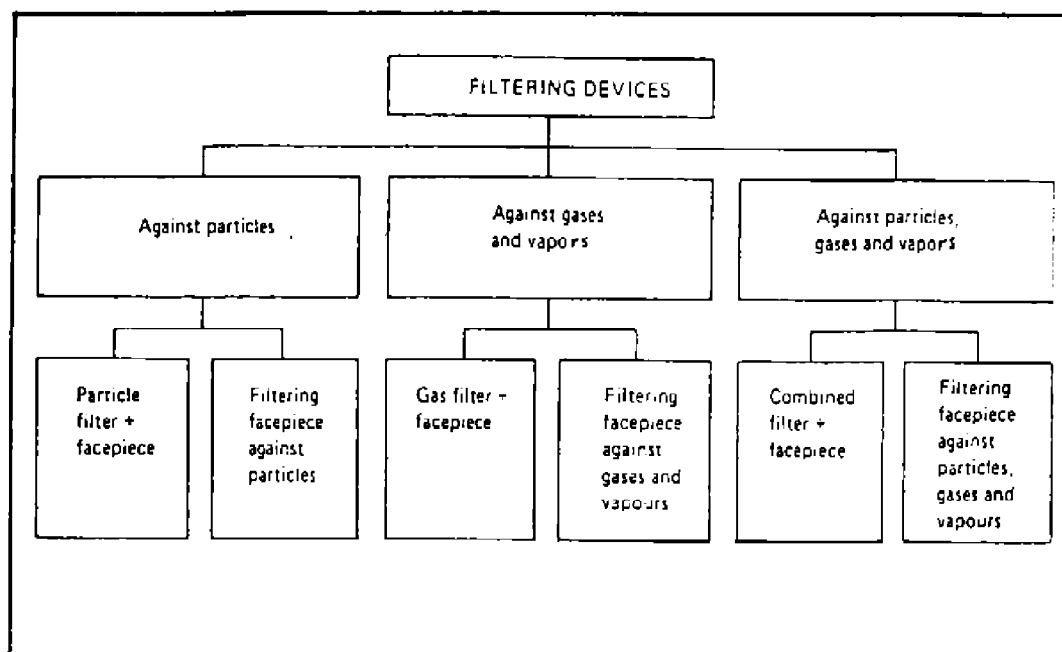 FILTERING DEVICES
Against particles
Against gases
and vapors
Against particles,
gases and vapors
Particle
filter +
facepiece
Filtering
facepiece
against
particles
Gas filter +
facepiece
Filtering
facepiece
against
gases and
vapours
Combined
filter +
facepiece
Filtering
facepiece
against
particles,
gases and
vapours